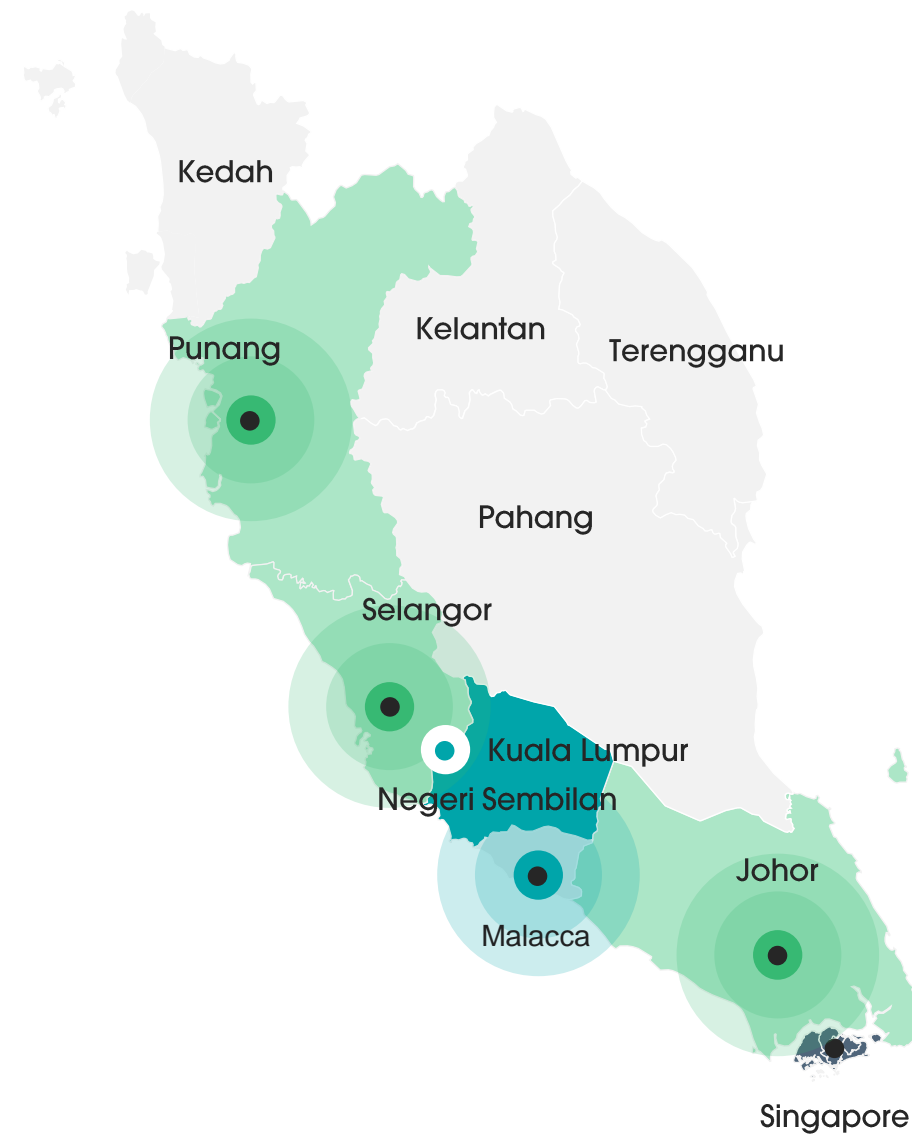 Kedah
Kelantan
Punang
Terengganu
Pahang
Selangor
Kuala Lumpur
Negeri Sembilan
Johor
Malacca
Singapore